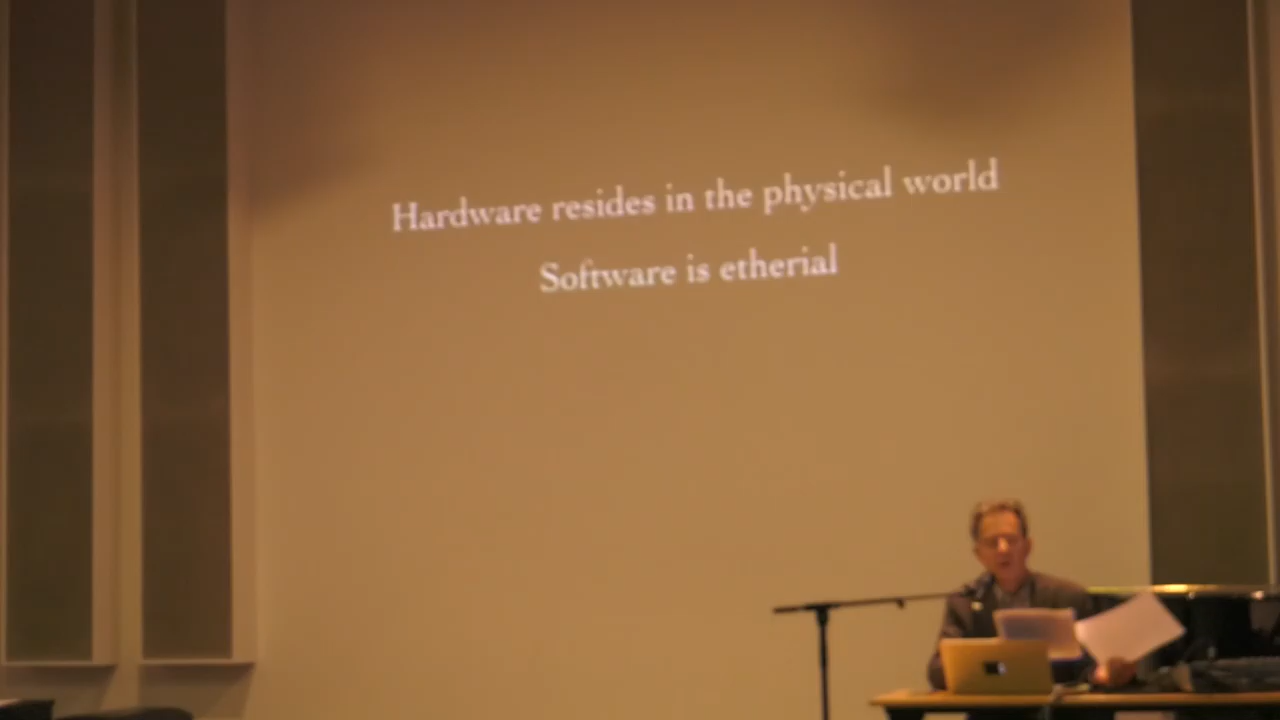 Hardware resides in the physical world
Software is etherial